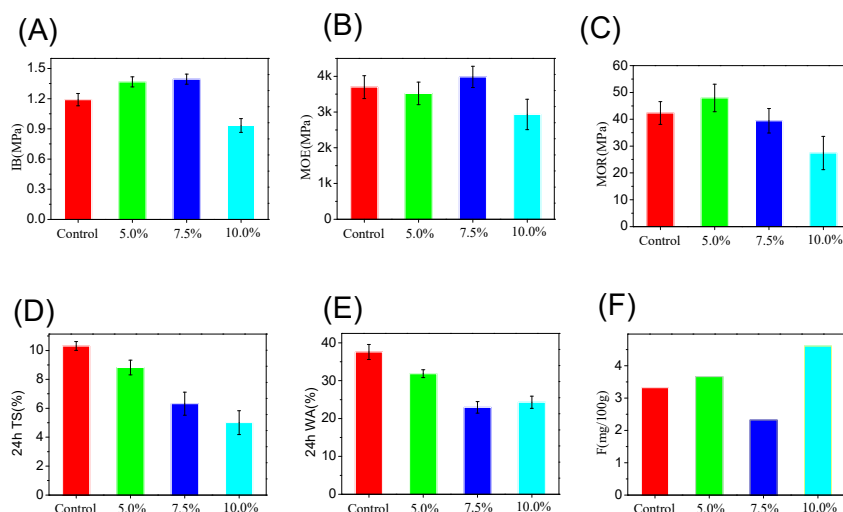 (A)
IB(MPa)
1.5
1.2
0.9
0.6
0.3
0.0
Control 5.0% 7.5% 10.0%
(B)
MOE(MPa)
4k
3k
2k
1k
0
Control 5.0% 7.5% 10.0%
(C)
MOR(MPa)
60
50
40
30
20
10
0
Control 5.0% 7.5% 10.0%
(D)
24h TS(%)
10
8
6
4
2
0
Control 5.0% 7.5% 10.0%
(E)
24h WA(%)
40
30
20
10
0
Control 5.0% 7.5% 10.0%
(F)
F(mg/100g)
4
3
2
1
0
Control 5.0% 7.5% 10.0%